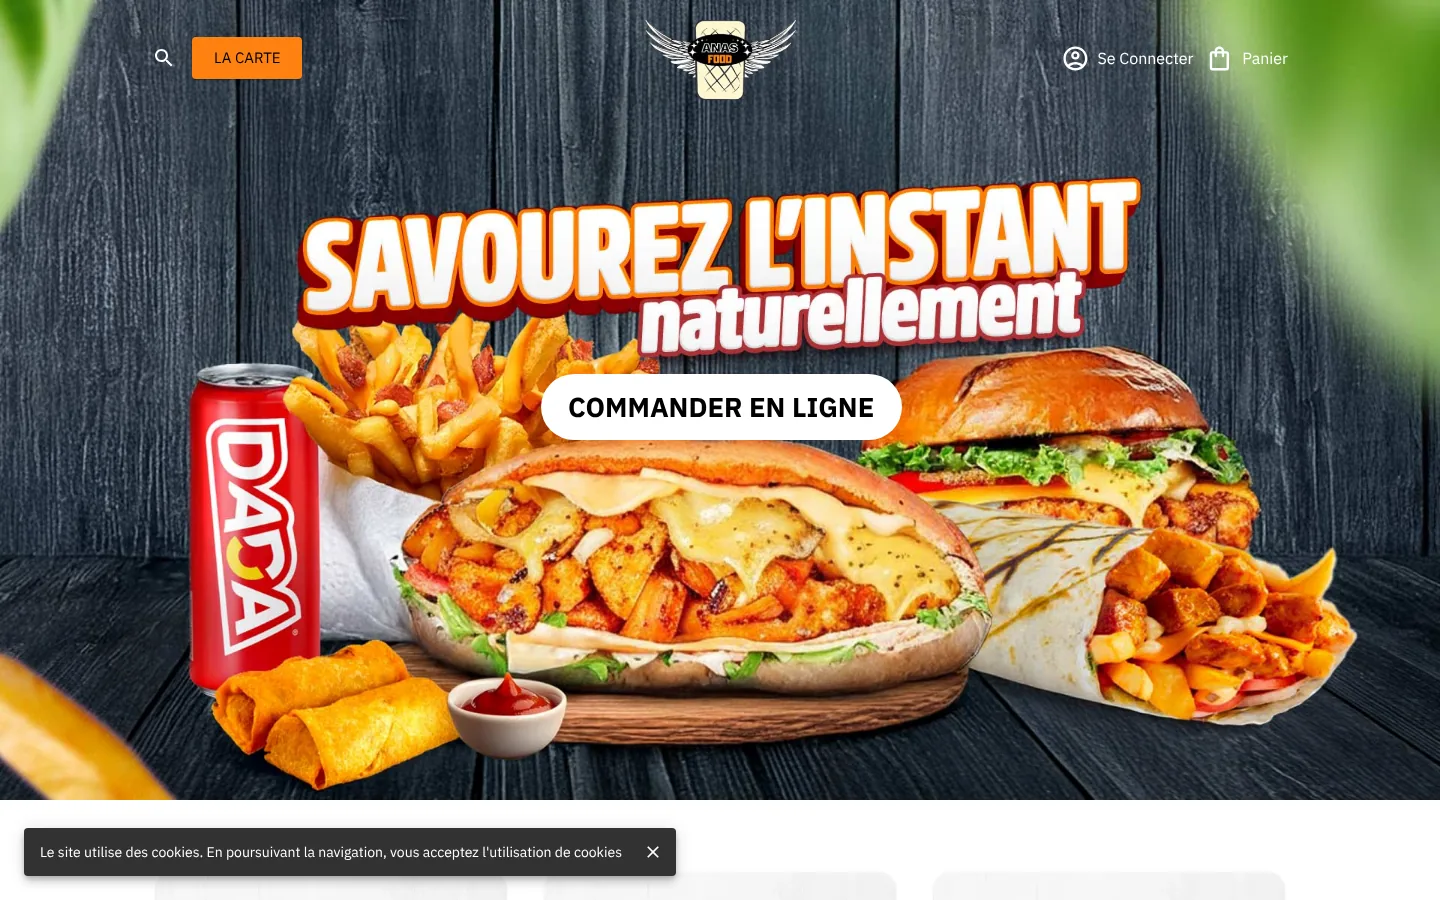 LA CARTE
ANAS
FOOD
Se Connecter
Panier
SAVOUREZ L'INSTANT
naturellement
COMMANDER EN LIGNE
DADA
Le site utilise des cookies. En poursuivant la navigation, vous acceptez l'utilisation de cookies